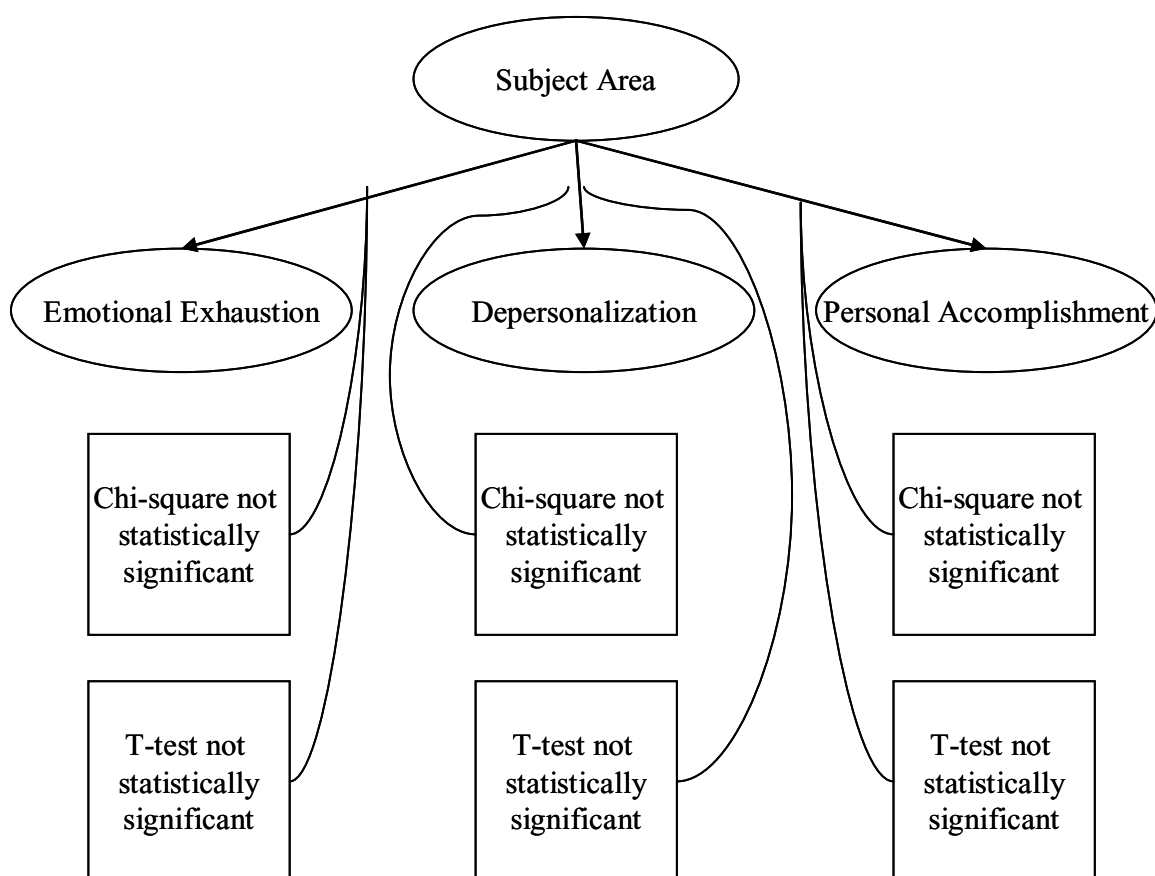 Subject Area
Emotional Exhaustion
Depersonalization
Personal Accomplishment
Chi-square not
statistically
significant
Chi-square not
statistically
significant
Chi-square not
statistically
significant
T-test not
statistically
significant
T-test not
statistically
significant
T-test not
statistically
significant